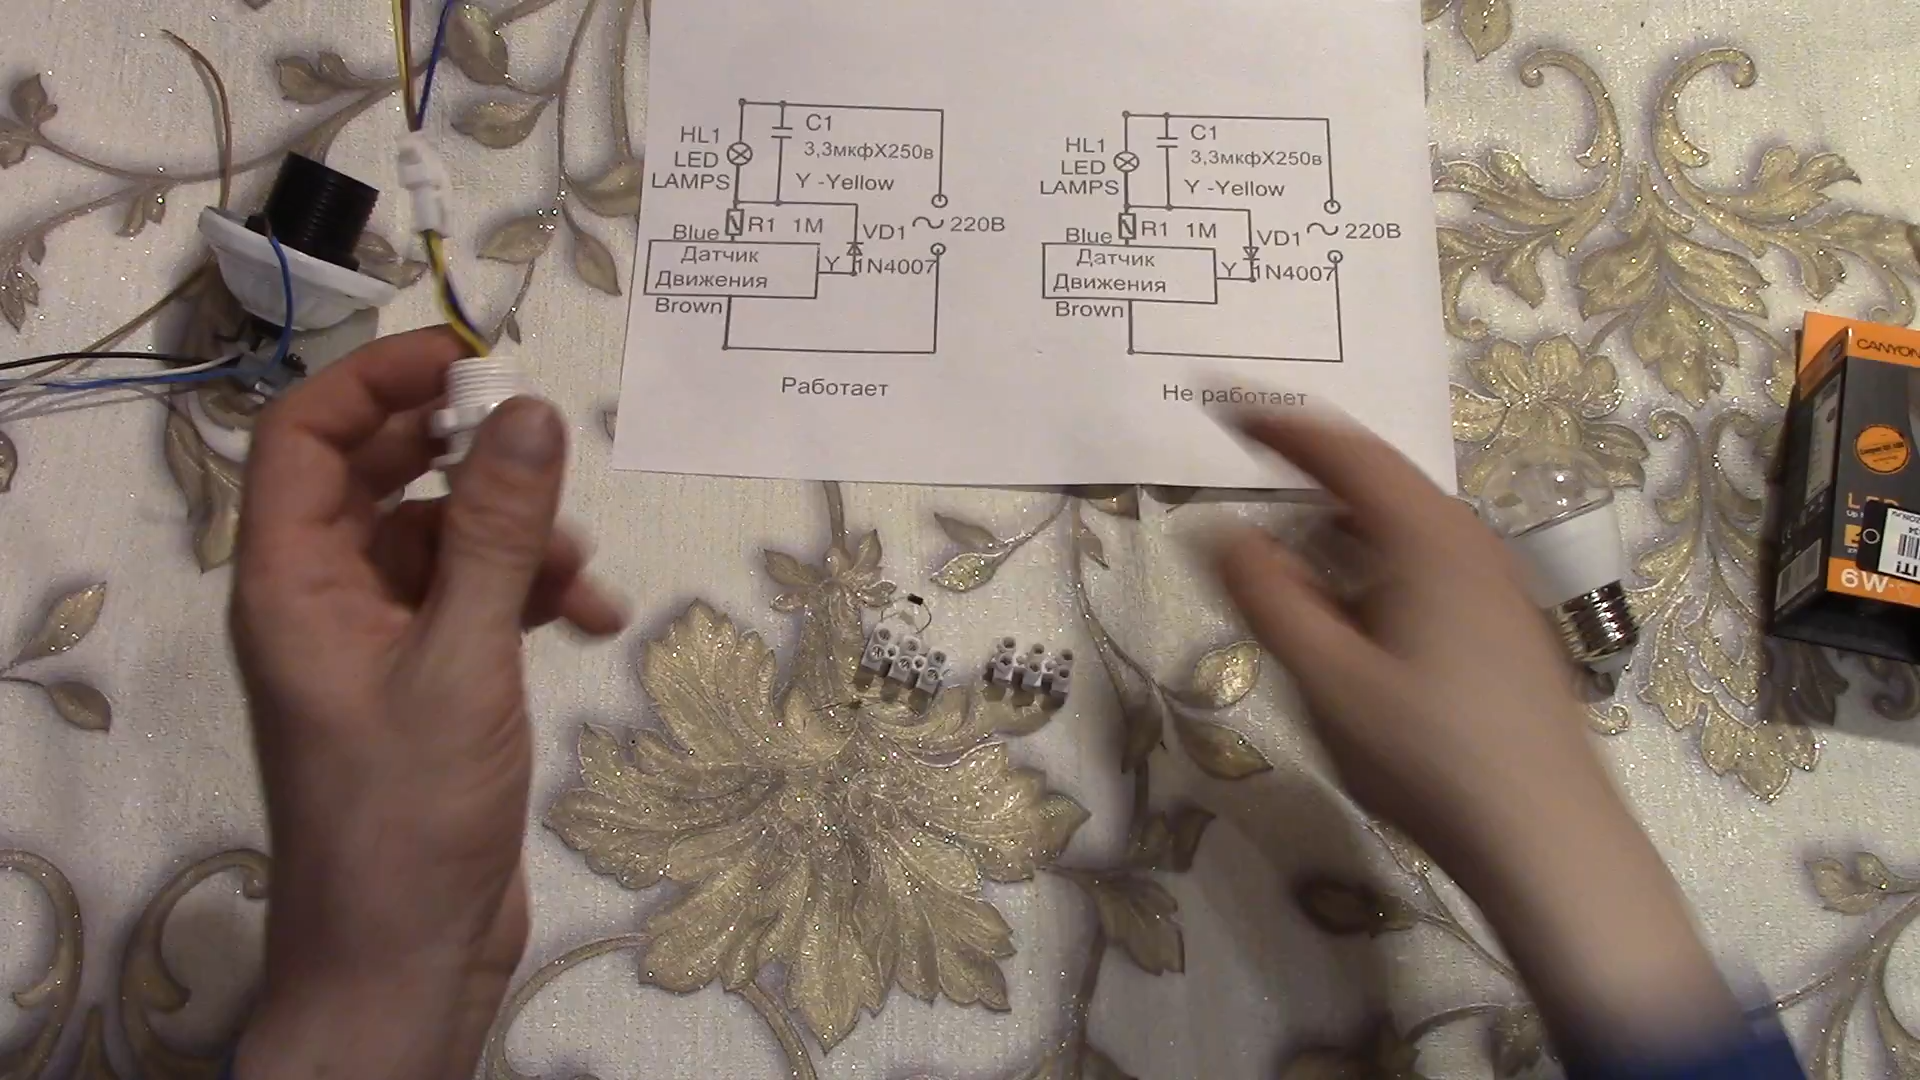 HL1
LED
LAMPS
C1
3,3мкфХ250в
Y -Yellow
R1 1M
Blue
VD1
220В
Датчик
Движения
Y
1N4007
Brown
Работает
HL1
LED
LAMPS
C1
3,3мкфХ250в
Y -Yellow
R1 1M
Blue
VD1
220В
Датчик
Движения
Y
1N4007
Brown
Не работает
CANYON
6W